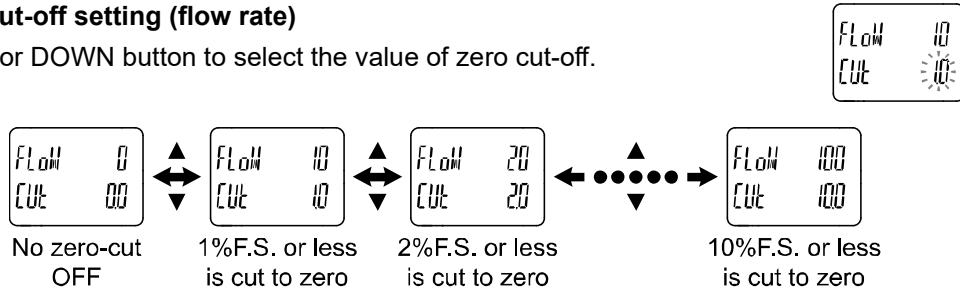 ut-off setting (flow rate)
or DOWN button to select the value of zero cut-off.
FLoW 10
CUt 1.0
FLoW 0
CUt 0.0
No zero-cut
OFF
FLoW 10
CUt 1.0
1%F.S. or less
is cut to zero
FLoW 20
CUt 2.0
2%F.S. or less
is cut to zero
FLoW 100
CUt 10.0
10%F.S. or less
is cut to zero